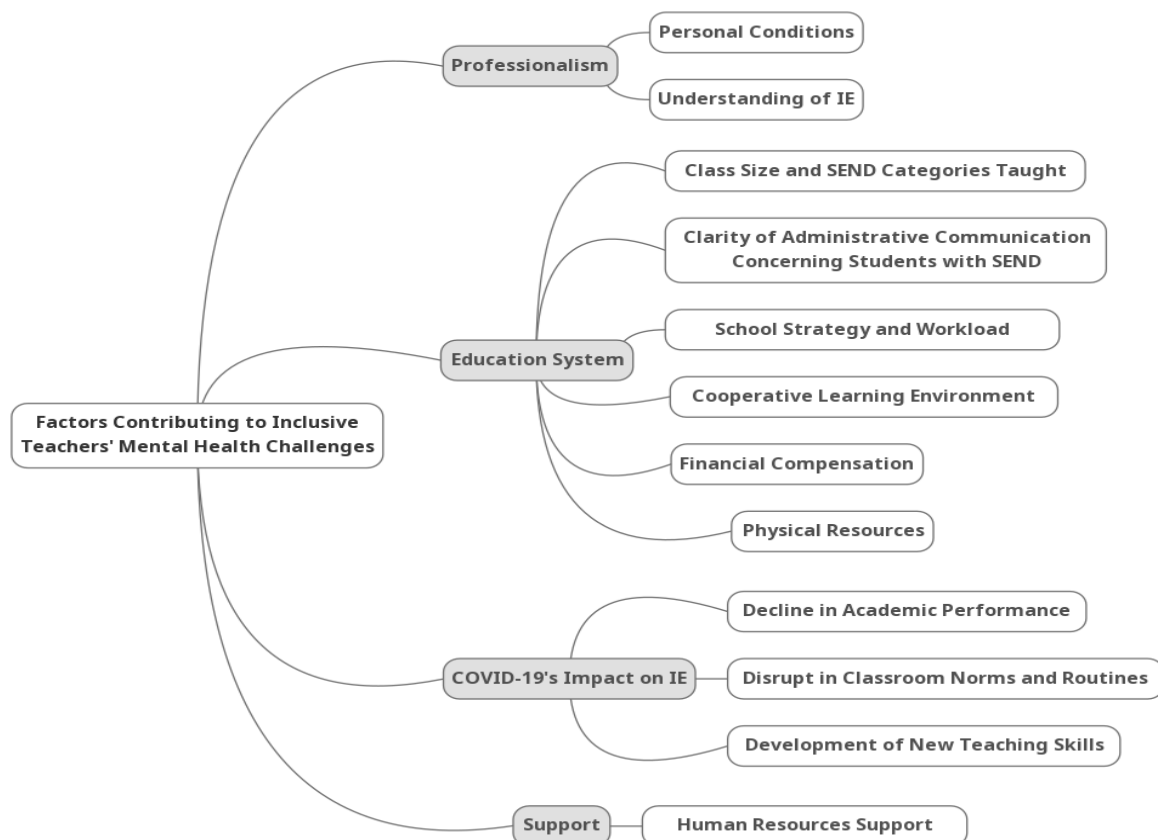 Factors Contributing to Inclusive
Teachers' Mental Health Challenges
Professionalism
Personal Conditions
Understanding of IE
Education System
Class Size and SEND Categories Taught
Clarity of Administrative Communication
Concerning Students with SEND
School Strategy and Workload
Cooperative Learning Environment
Financial Compensation
Physical Resources
COVID-19's Impact on IE
Decline in Academic Performance
Disrupt in Classroom Norms and Routines
Development of New Teaching Skills
Support
Human Resources Support